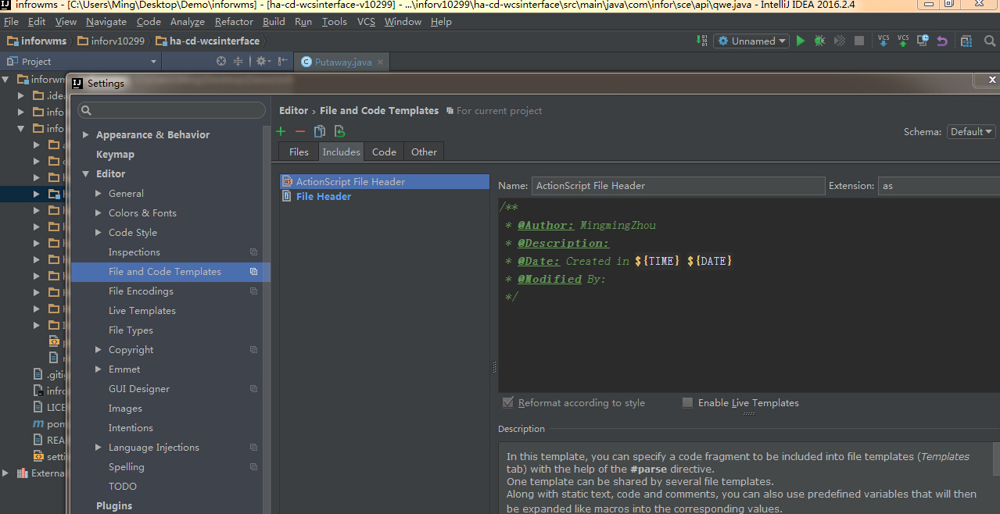 infrowms - [C:\Users\Ming\Desktop\Demo\inforwms] - [ha-cd-wcsinterface-v10299] - ...\inforv10299\ha-cd-wcsinterface\src\main\java\com\infor\sce\api\qwe.java] - IntelliJ IDEA 2016.2.4
File Edit View Navigate Code Analyze Refactor Build Run Tools VCS Window Help
inforwms inforv10299 ha-cd-wcsinterface Unnamed VCS VCS
Project Putaway.java
Settings
Editor › File and Code Templates For current project
Schema: Default
Files Includes Code Other
Appearance & Behavior
Keymap
Editor
General
Colors & Fonts
Code Style
Inspections
File and Code Templates
File Encodings
Live Templates
File Types
Copyright
Emmet
GUI Designer
Images
Intentions
Language Injections
Spelling
TODO
Plugins
ActionScript File Header
File Header
Name: ActionScript File Header Extension: as
/**
* @Author: MingmingZhou
* @Description:
* @Date: Created in ${TIME} ${DATE}
* @Modified By:
*/
Reformat according to style Enable Live Templates
Description
In this template, you can specify a code fragment to be included into file templates (Templates
tab) with the help of the #parse directive.
One template can be shared by several file templates.
Along with static text, code and comments, you can also use predefined variables that will then
be expanded like macros into the corresponding values.
inforwn
.idea
info
info
.gitig
infro
LICE
pom
REA
setti
Externa